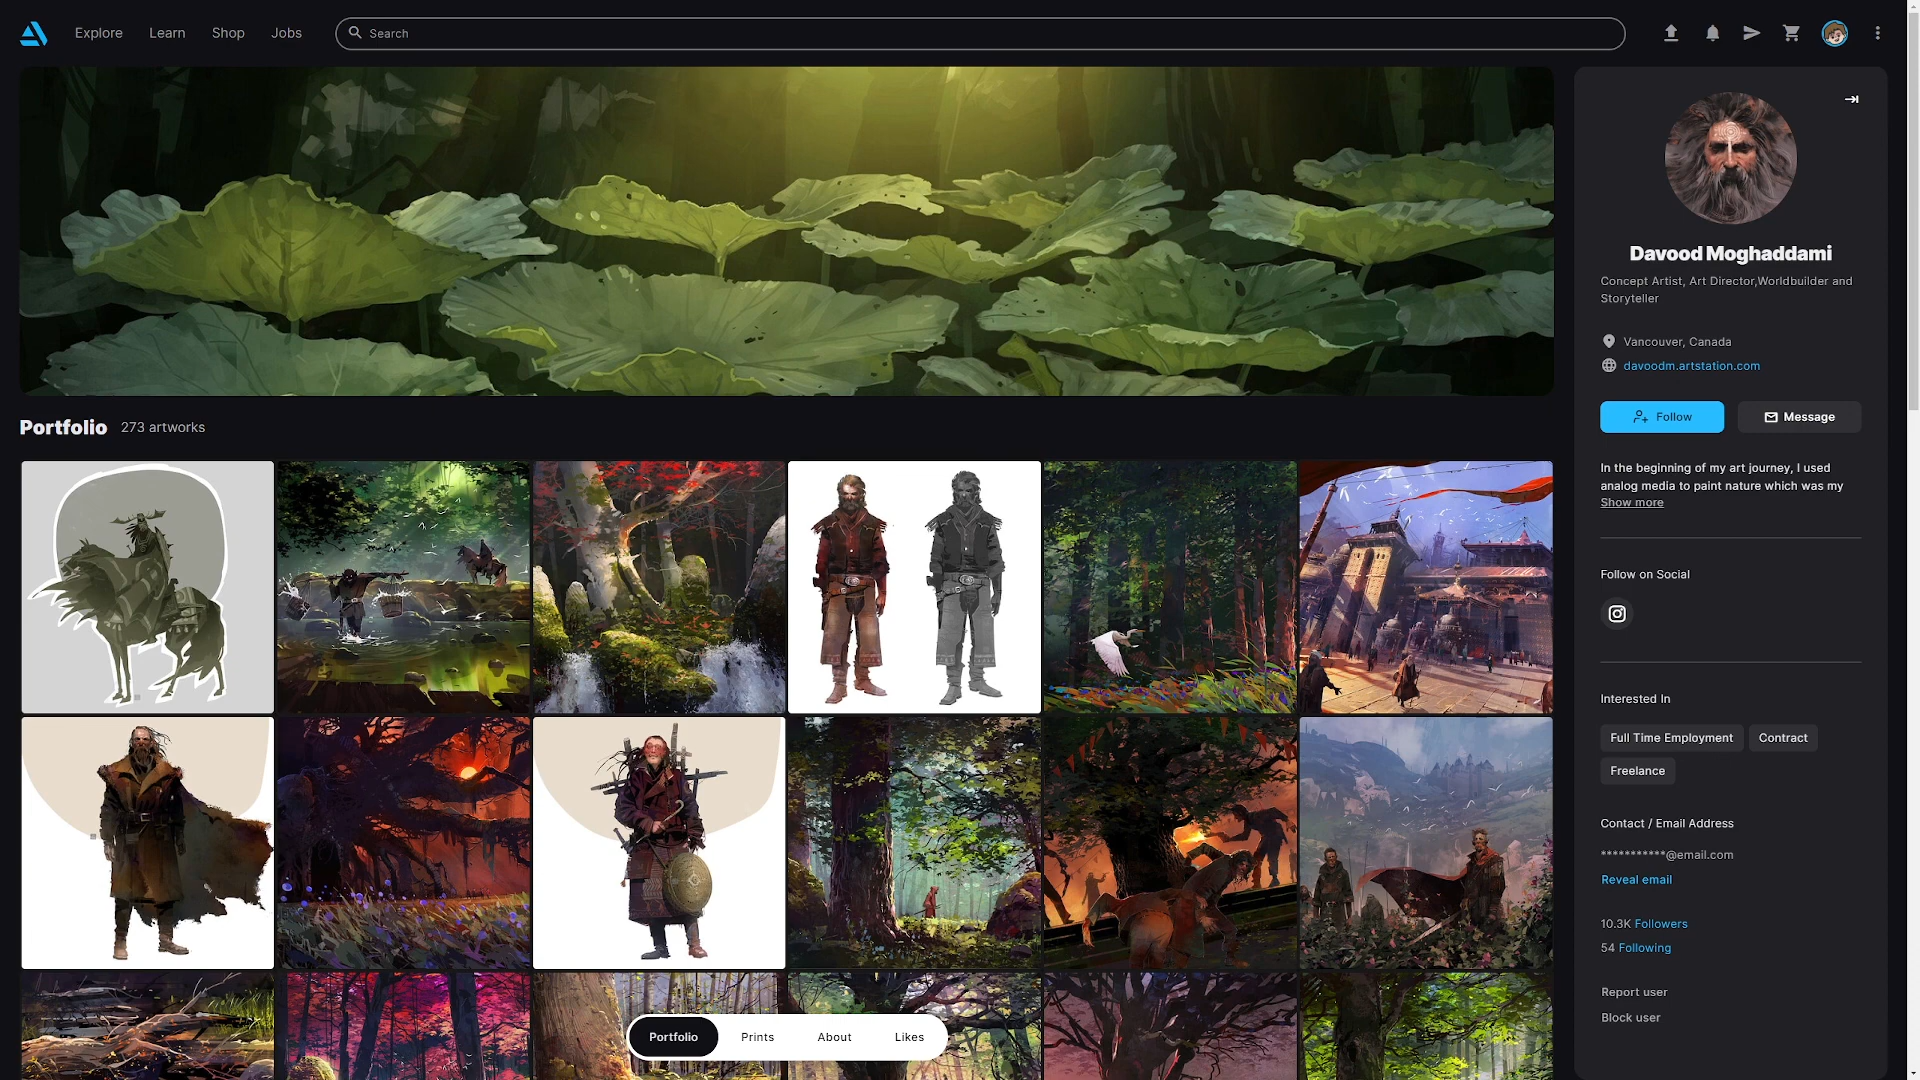 Explore Learn Shop Jobs Search
Portfolio 273 artworks
Davood Moghaddami
Concept Artist, Art Director,Worldbuilder and
Storyteller
Vancouver, Canada
davoodm.artstation.com
Follow Message
In the beginning of my art journey, I used
analog media to paint nature which was my
Show more
Follow on Social
Interested In
Full Time Employment Contract
Freelance
Contact / Email Address
***********@email.com
Reveal email
10.3K Followers
54 Following
Report user
Block user
Portfolio Prints About Likes